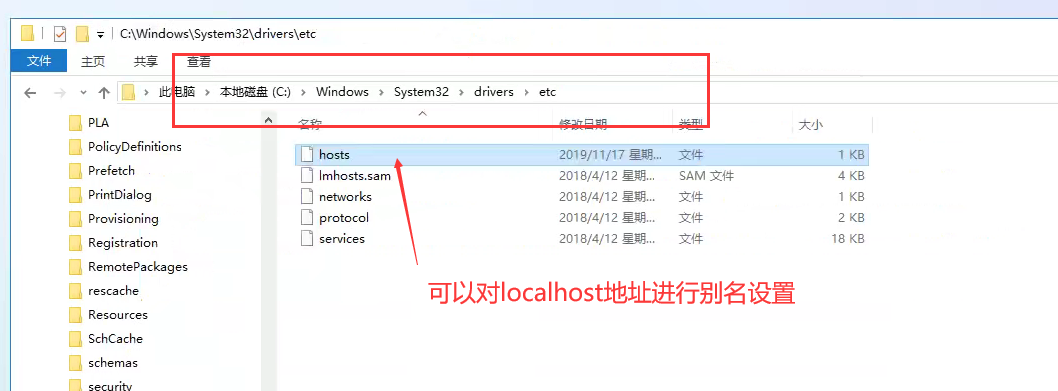 C:\Windows\System32\drivers\etc
文件 主页 共享 查看
此电脑 本地磁盘 (C:) Windows System32 drivers etc
名称 修改日期 类型 大小
PLA
PolicyDefinitions
Prefetch
PrintDialog
Provisioning
Registration
RemotePackages
rescache
Resources
SchCache
schemas
security
hosts 2019/11/17 星期... 文件 1 KB
lmhosts.sam 2018/4/12 星期... SAM 文件 4 KB
networks 2018/4/12 星期... 文件 1 KB
protocol 2018/4/12 星期... 文件 2 KB
services 2018/4/12 星期... 文件 18 KB
可以对localhost地址进行别名设置